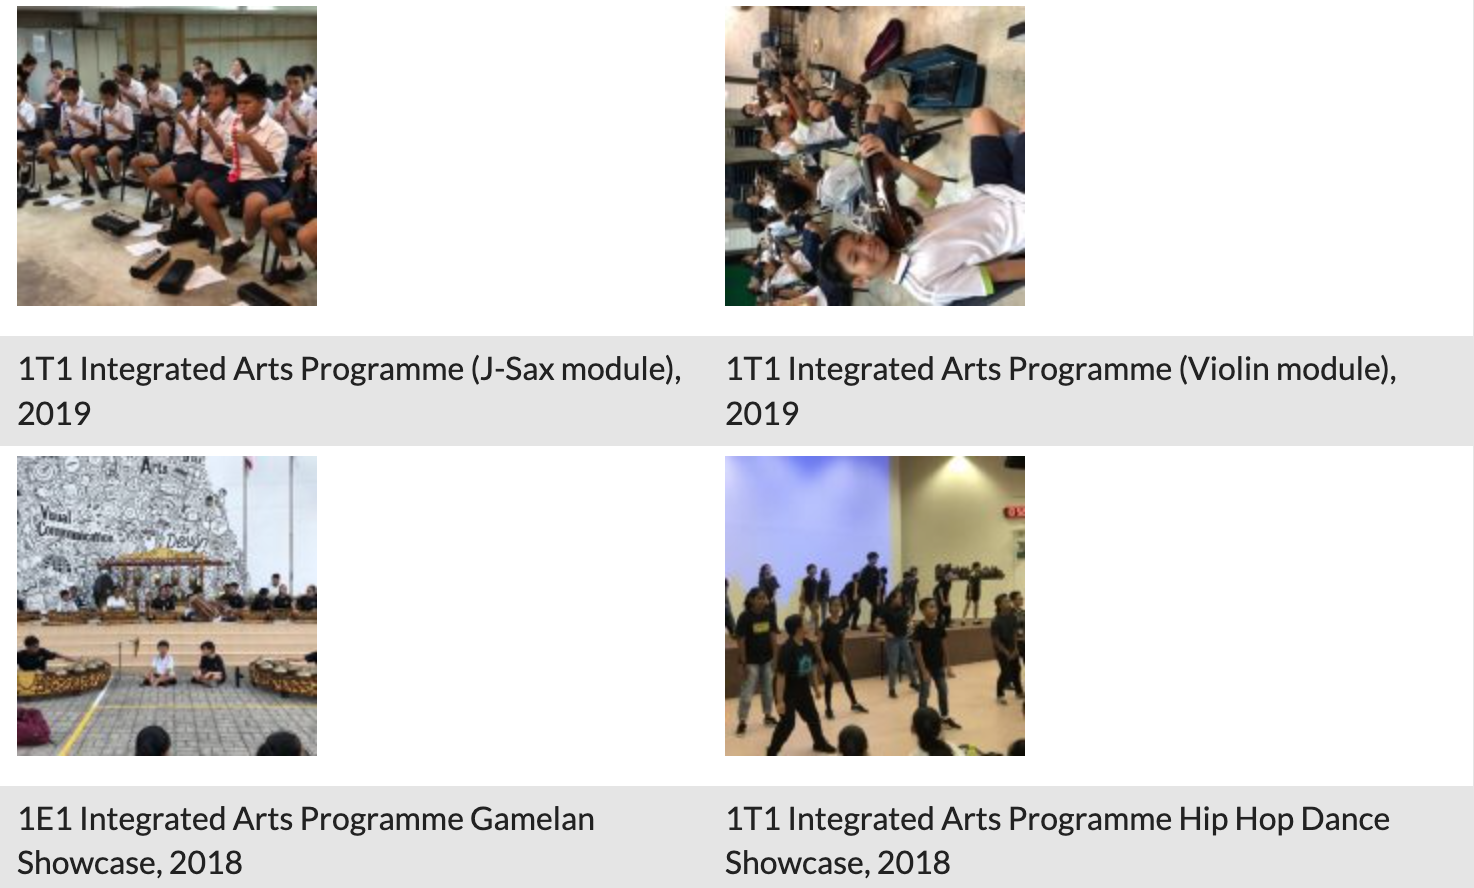 1T1 Integrated Arts Programme (J-Sax module),
2019
1T1 Integrated Arts Programme (Violin module),
2019
Arts
Visual
Communication
Design
1E1 Integrated Arts Programme Gamelan
Showcase, 2018
1T1 Integrated Arts Programme Hip Hop Dance
Showcase, 2018